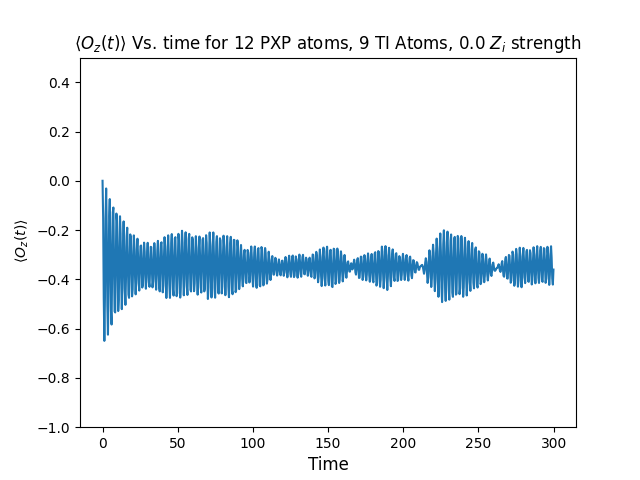 ⟨O_z(t)⟩ Vs. time for 12 PXP atoms, 9 TI Atoms, 0.0 Z_i strength
0.4
0.2
0.0
−0.2
−0.4
−0.6
−0.8
−1.0
⟨O_z(t)⟩
0 50 100 150 200 250 300
Time